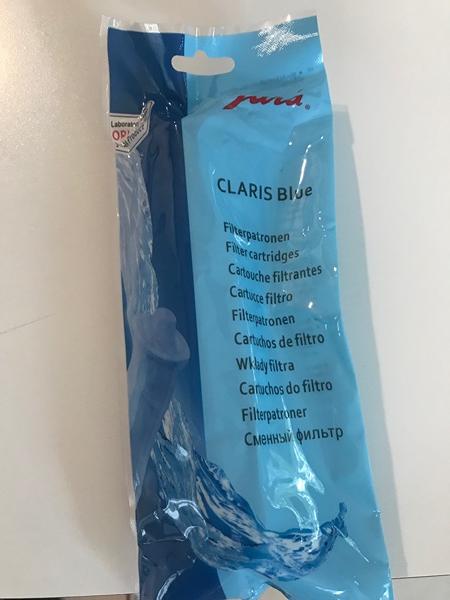 jura®
Laborator
CLARIS Blue
Filterpatronen
Filter cartridges
Cartouche filtrantes
Cartucce filtro
Filterpatronen
Cartuchos de filtro
Wkłady filtra
Cartuchos do filtro
Filterpatroner
Сменный фильтр